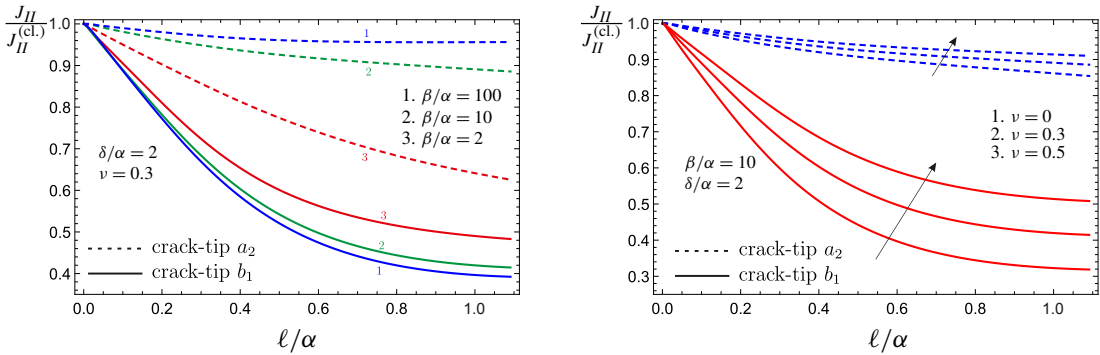 J_II / J_II^(cl.)
1.0
0.9
0.8
0.7
0.6
0.5
0.4
0.0 0.2 0.4 0.6 0.8 1.0
ℓ/α
1
2
3
3
2
1
1. β/α = 100
2. β/α = 10
3. β/α = 2
δ/α = 2
ν = 0.3
crack-tip a₂
crack-tip b₁
J_II / J_II^(cl.)
1.0
0.9
0.8
0.7
0.6
0.5
0.4
0.3
0.0 0.2 0.4 0.6 0.8 1.0
ℓ/α
1. ν = 0
2. ν = 0.3
3. ν = 0.5
β/α = 10
δ/α = 2
crack-tip a₂
crack-tip b₁